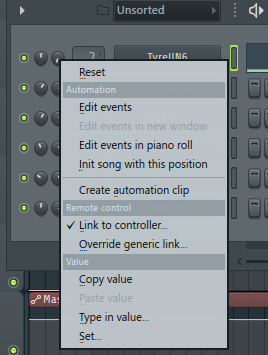 Unsorted
2
TyreUN6
Reset
Automation
Edit events
Edit events in new window
Edit events in piano roll
Init song with this position
Create automation clip
Remote control
Link to controller...
Override generic link...
Value
Copy value
Paste value
Type in value...
Set...
Mas